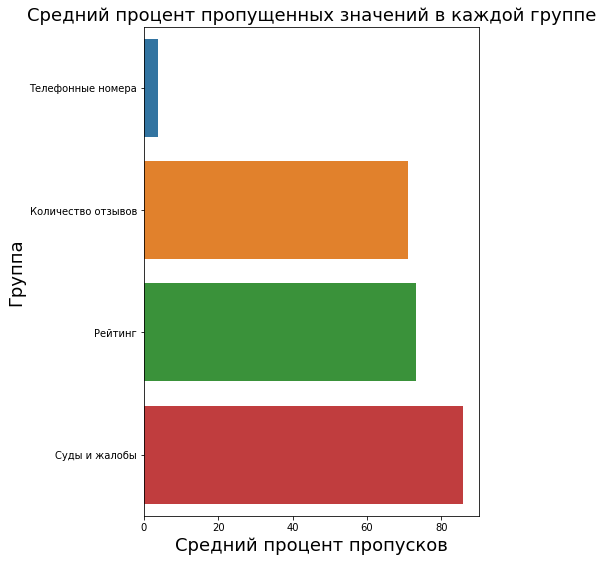 Средний процент пропущенных значений в каждой группе
Группа
Телефонные номера
Количество отзывов
Рейтинг
Суды и жалобы
0 20 40 60 80
Средний процент пропусков